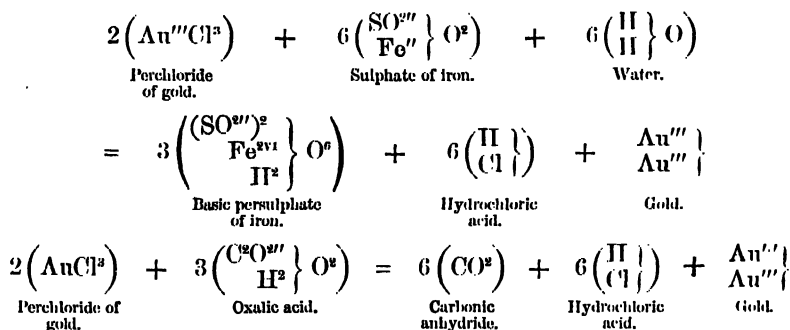 2(Au‴Cl³) + 6(SO²″ Fe″} O²) + 6(H H} O)
Perchloride of gold. Sulphate of iron. Water.
= 3((SO²″)² Fe²ᵛᴵ H²} O⁶) + 6(H Cl}) + Au‴ Au‴}
Basic persulphate of iron. Hydrochloric acid. Gold.
2(AuCl³) + 3(C²O²″ H²} O²) = 6(CO²) + 6(H Cl}) + Au‴ Au‴}
Perchloride of gold. Oxalic acid. Carbonic anhydride. Hydrochloric acid. Gold.